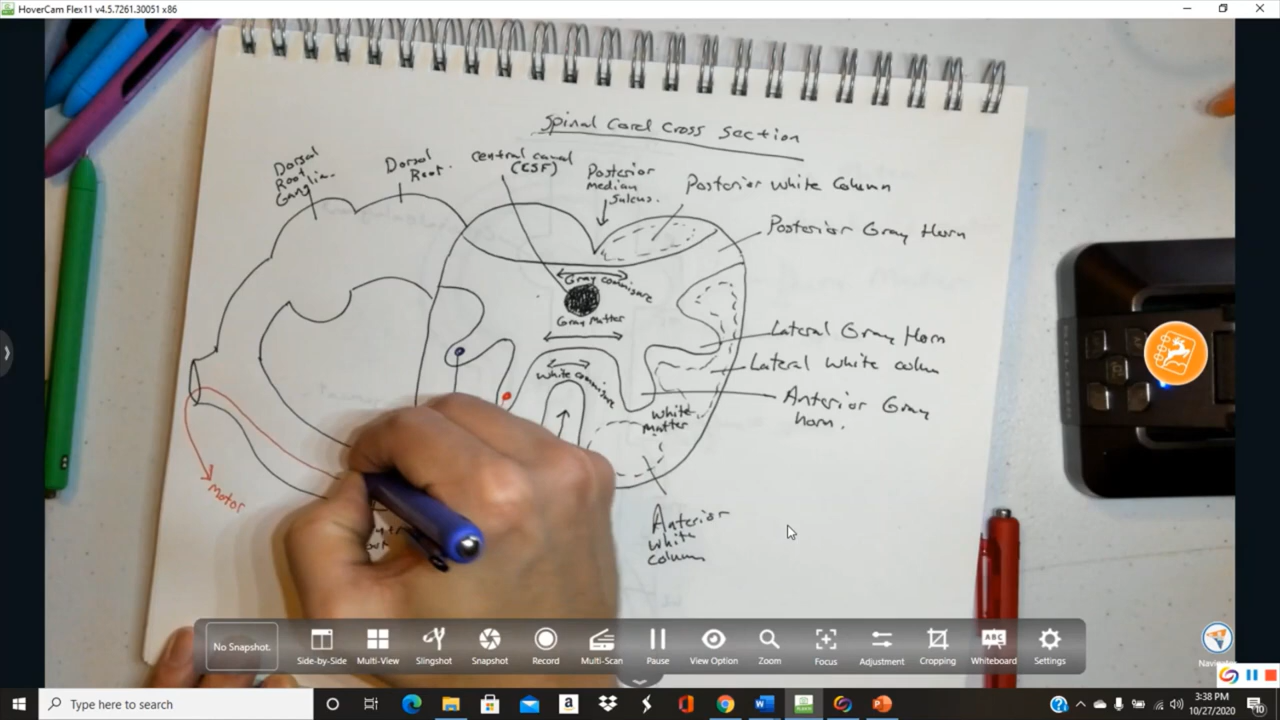 HoverCam Flex11 v4.5.7261.30051 x86
Spinal Cord Cross Section
Dorsal
Root
Ganglia.
Dorsal
Root.
Central canal
(CSF)
Posterior
median
Sulcus.
Posterior White Column
Posterior Gray Horn
Gray commisure
Gray Matter
Lateral Gray Horn
Lateral White colum
White commisure
Anterior Gray
horn.
White
Matter
Motor
Anterior
White
column
No Snapshot.
Side-by-Side
Multi-View
Slingshot
Snapshot
Record
Multi-Scan
Pause
View Option
Zoom
Focus
Adjustment
Cropping
ABC
Whiteboard
Settings
Type here to search
3:38 PM
10/27/2020
10